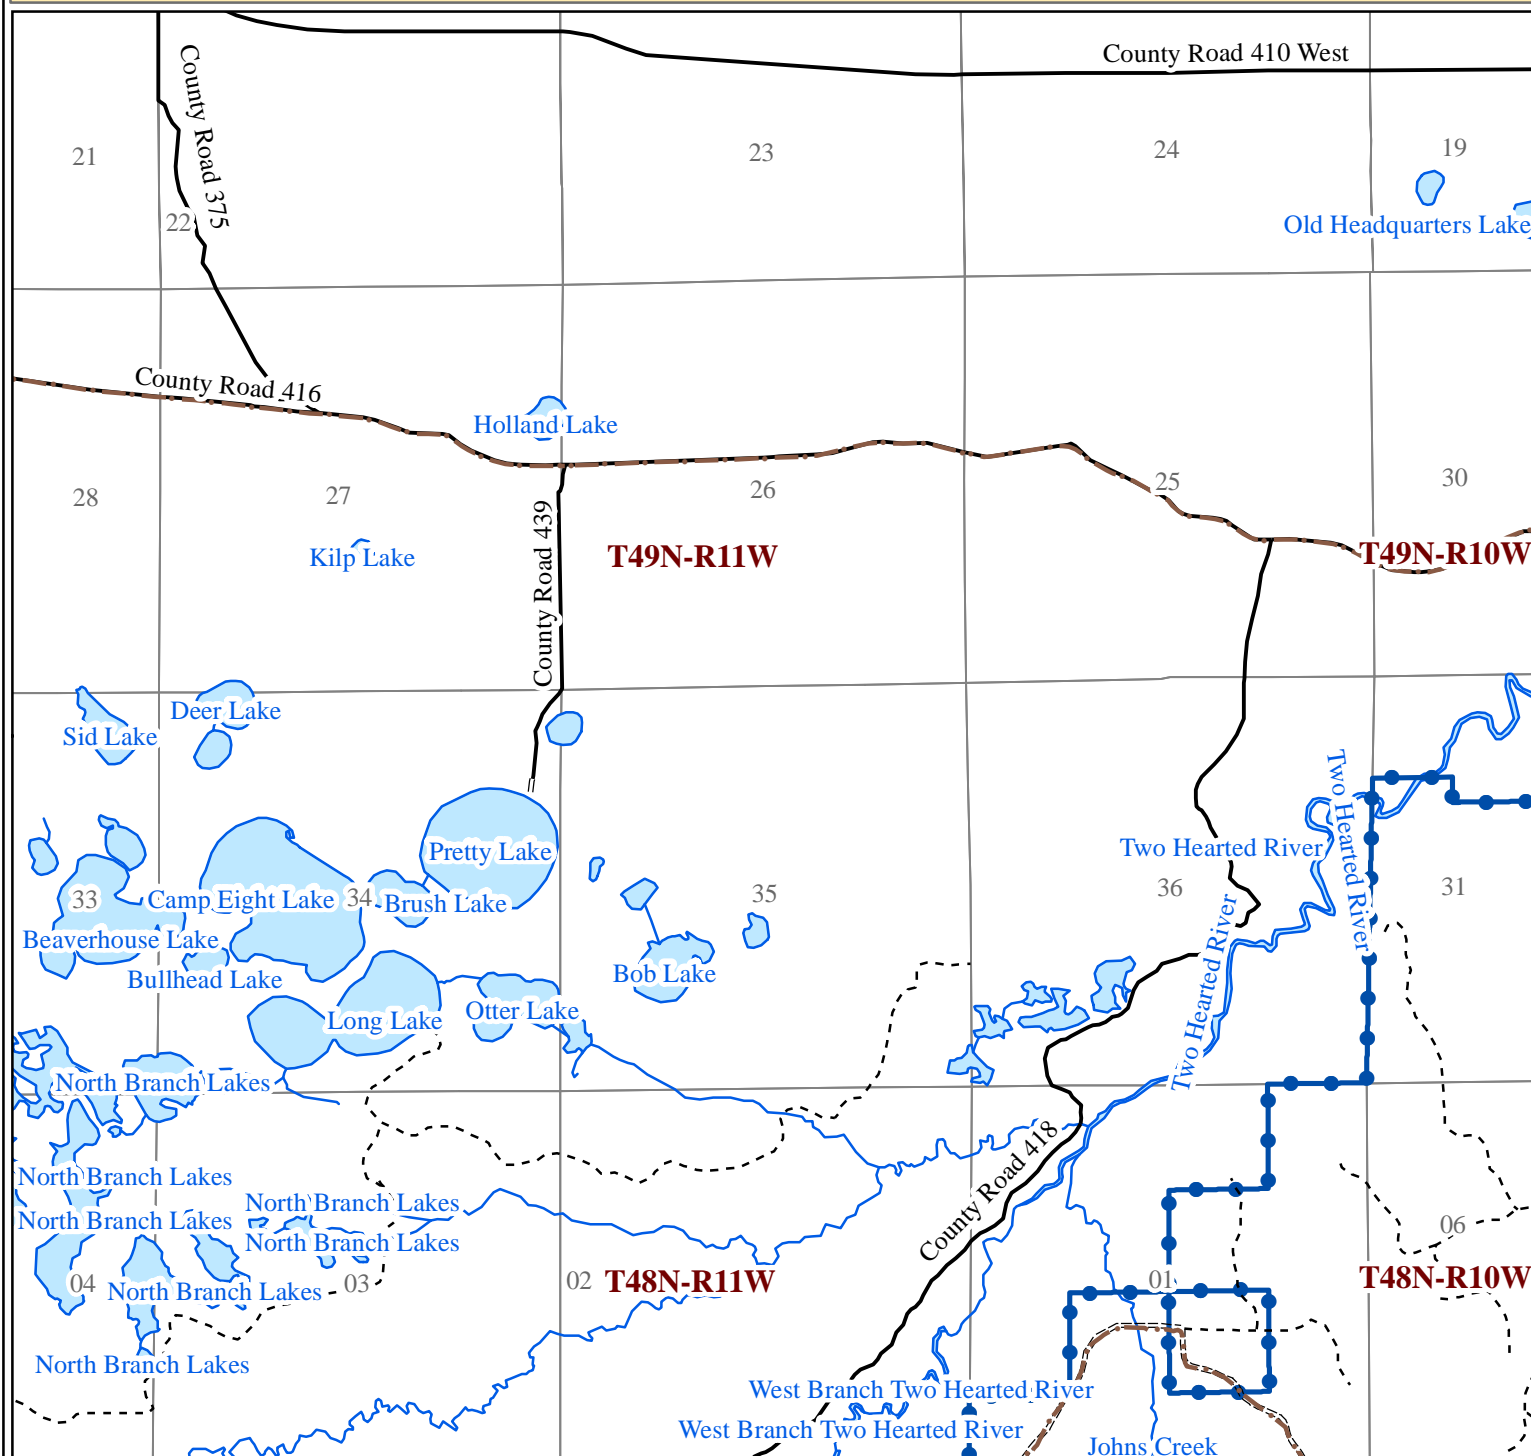 County Road 410 West
County Road 375
21
22
23
24
19
Old Headquarters Lake
County Road 416
Holland Lake
28
27
26
25
30
County Road 439
Kilp Lake
T49N-R11W
T49N-R10W
Deer Lake
Sid Lake
Two Hearted River
Two Hearted River
Pretty Lake
33
Camp Eight Lake
34
Brush Lake
35
36
31
Beaverhouse Lake
Bullhead Lake
Bob Lake
Two Hearted River
Long Lake
Otter Lake
North Branch Lakes
County Road 418
North Branch Lakes
North Branch Lakes
North Branch Lakes
North Branch Lakes
06
04
03
02
T48N-R11W
01
T48N-R10W
North Branch Lakes
North Branch Lakes
West Branch Two Hearted River
West Branch Two Hearted River
Johns Creek